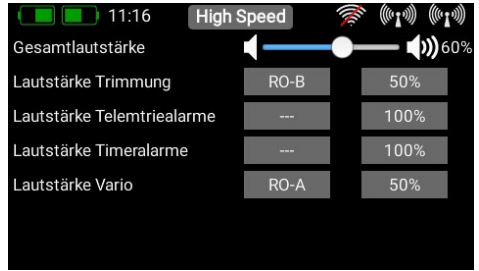 11:16 High Speed
Gesamtlautstärke 60%
Lautstärke Trimmung RO-B 50%
Lautstärke Telemtriealarme --- 100%
Lautstärke Timeralarme --- 100%
Lautstärke Vario RO-A 50%